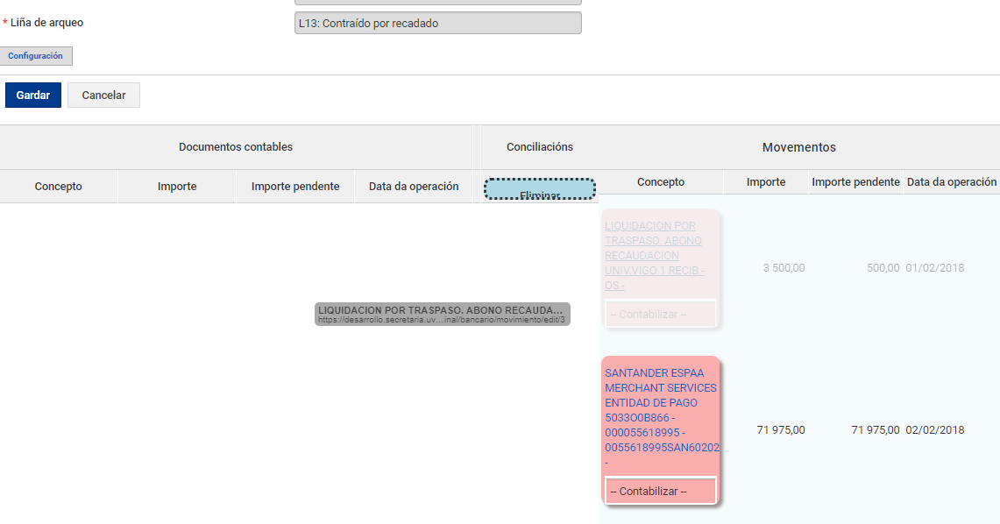 * Liña de arqueo
L13: Contraído por recadado
Configuración
Gardar
Cancelar
Documentos contables
Conciliacións
Movementos
Concepto
Importe
Importe pendente
Data da operación
Eliminar
Concepto
Importe
Importe pendente
Data da operación
LIQUIDACION POR
TRASPASO. ABONO
RECAUDACION
UNIV.VIGO 1 RECIB -
OS -
-- Contabilizar --
3 500,00
500,00
01/02/2018
LIQUIDACION POR TRASPASO. ABONO RECAUDA...
https://desarrollo.secretaria.uv...inal/bancario/movimiento/edit/3
SANTANDER ESPAA
MERCHANT SERVICES
ENTIDAD DE PAGO
5033O0B866 -
000055618995 -
0055618995SAN60202
-
-- Contabilizar --
71 975,00
71 975,00
02/02/2018